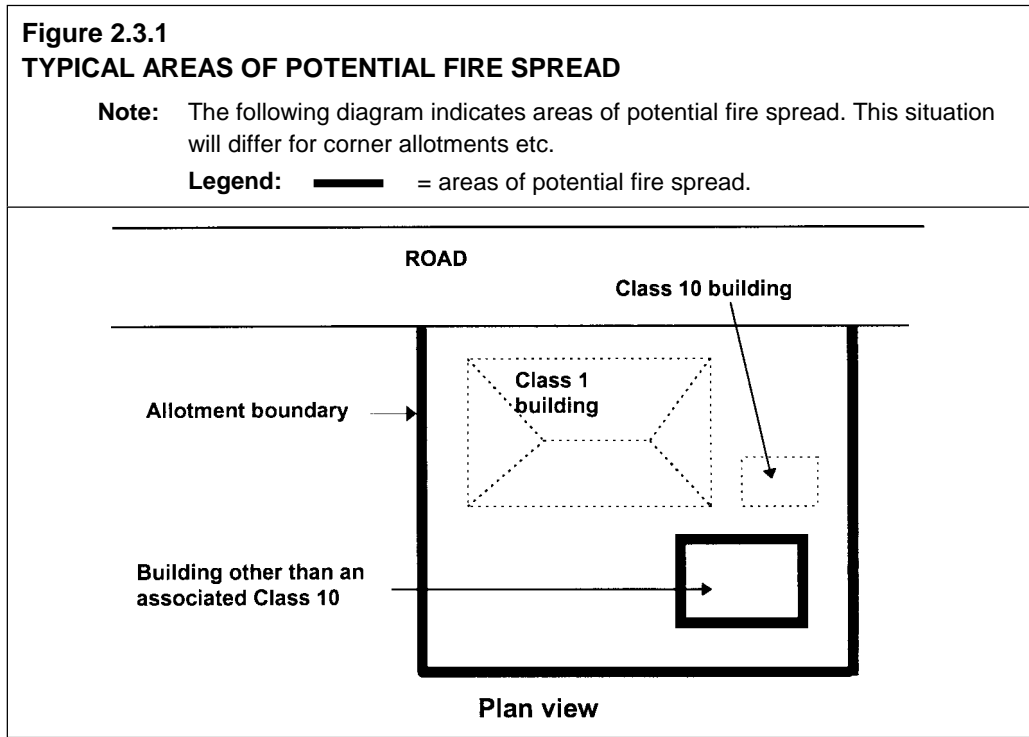 Figure 2.3.1
TYPICAL AREAS OF POTENTIAL FIRE SPREAD
Note: The following diagram indicates areas of potential fire spread. This situation
will differ for corner allotments etc.
Legend: = areas of potential fire spread.
ROAD
Class 10 building
Class 1
building
Allotment boundary
Building other than an
associated Class 10
Plan view